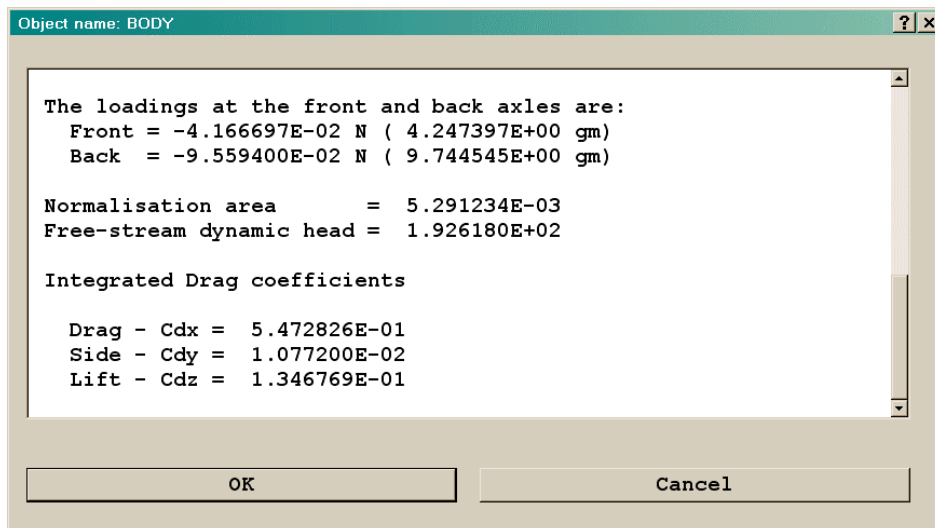 Object name: BODY
The loadings at the front and back axles are:
Front = -4.166697E-02 N ( 4.247397E+00 gm)
Back = -9.559400E-02 N ( 9.744545E+00 gm)
Normalisation area = 5.291234E-03
Free-stream dynamic head = 1.926180E+02
Integrated Drag coefficients
Drag - Cdx = 5.472826E-01
Side - Cdy = 1.077200E-02
Lift - Cdz = 1.346769E-01
OK
Cancel